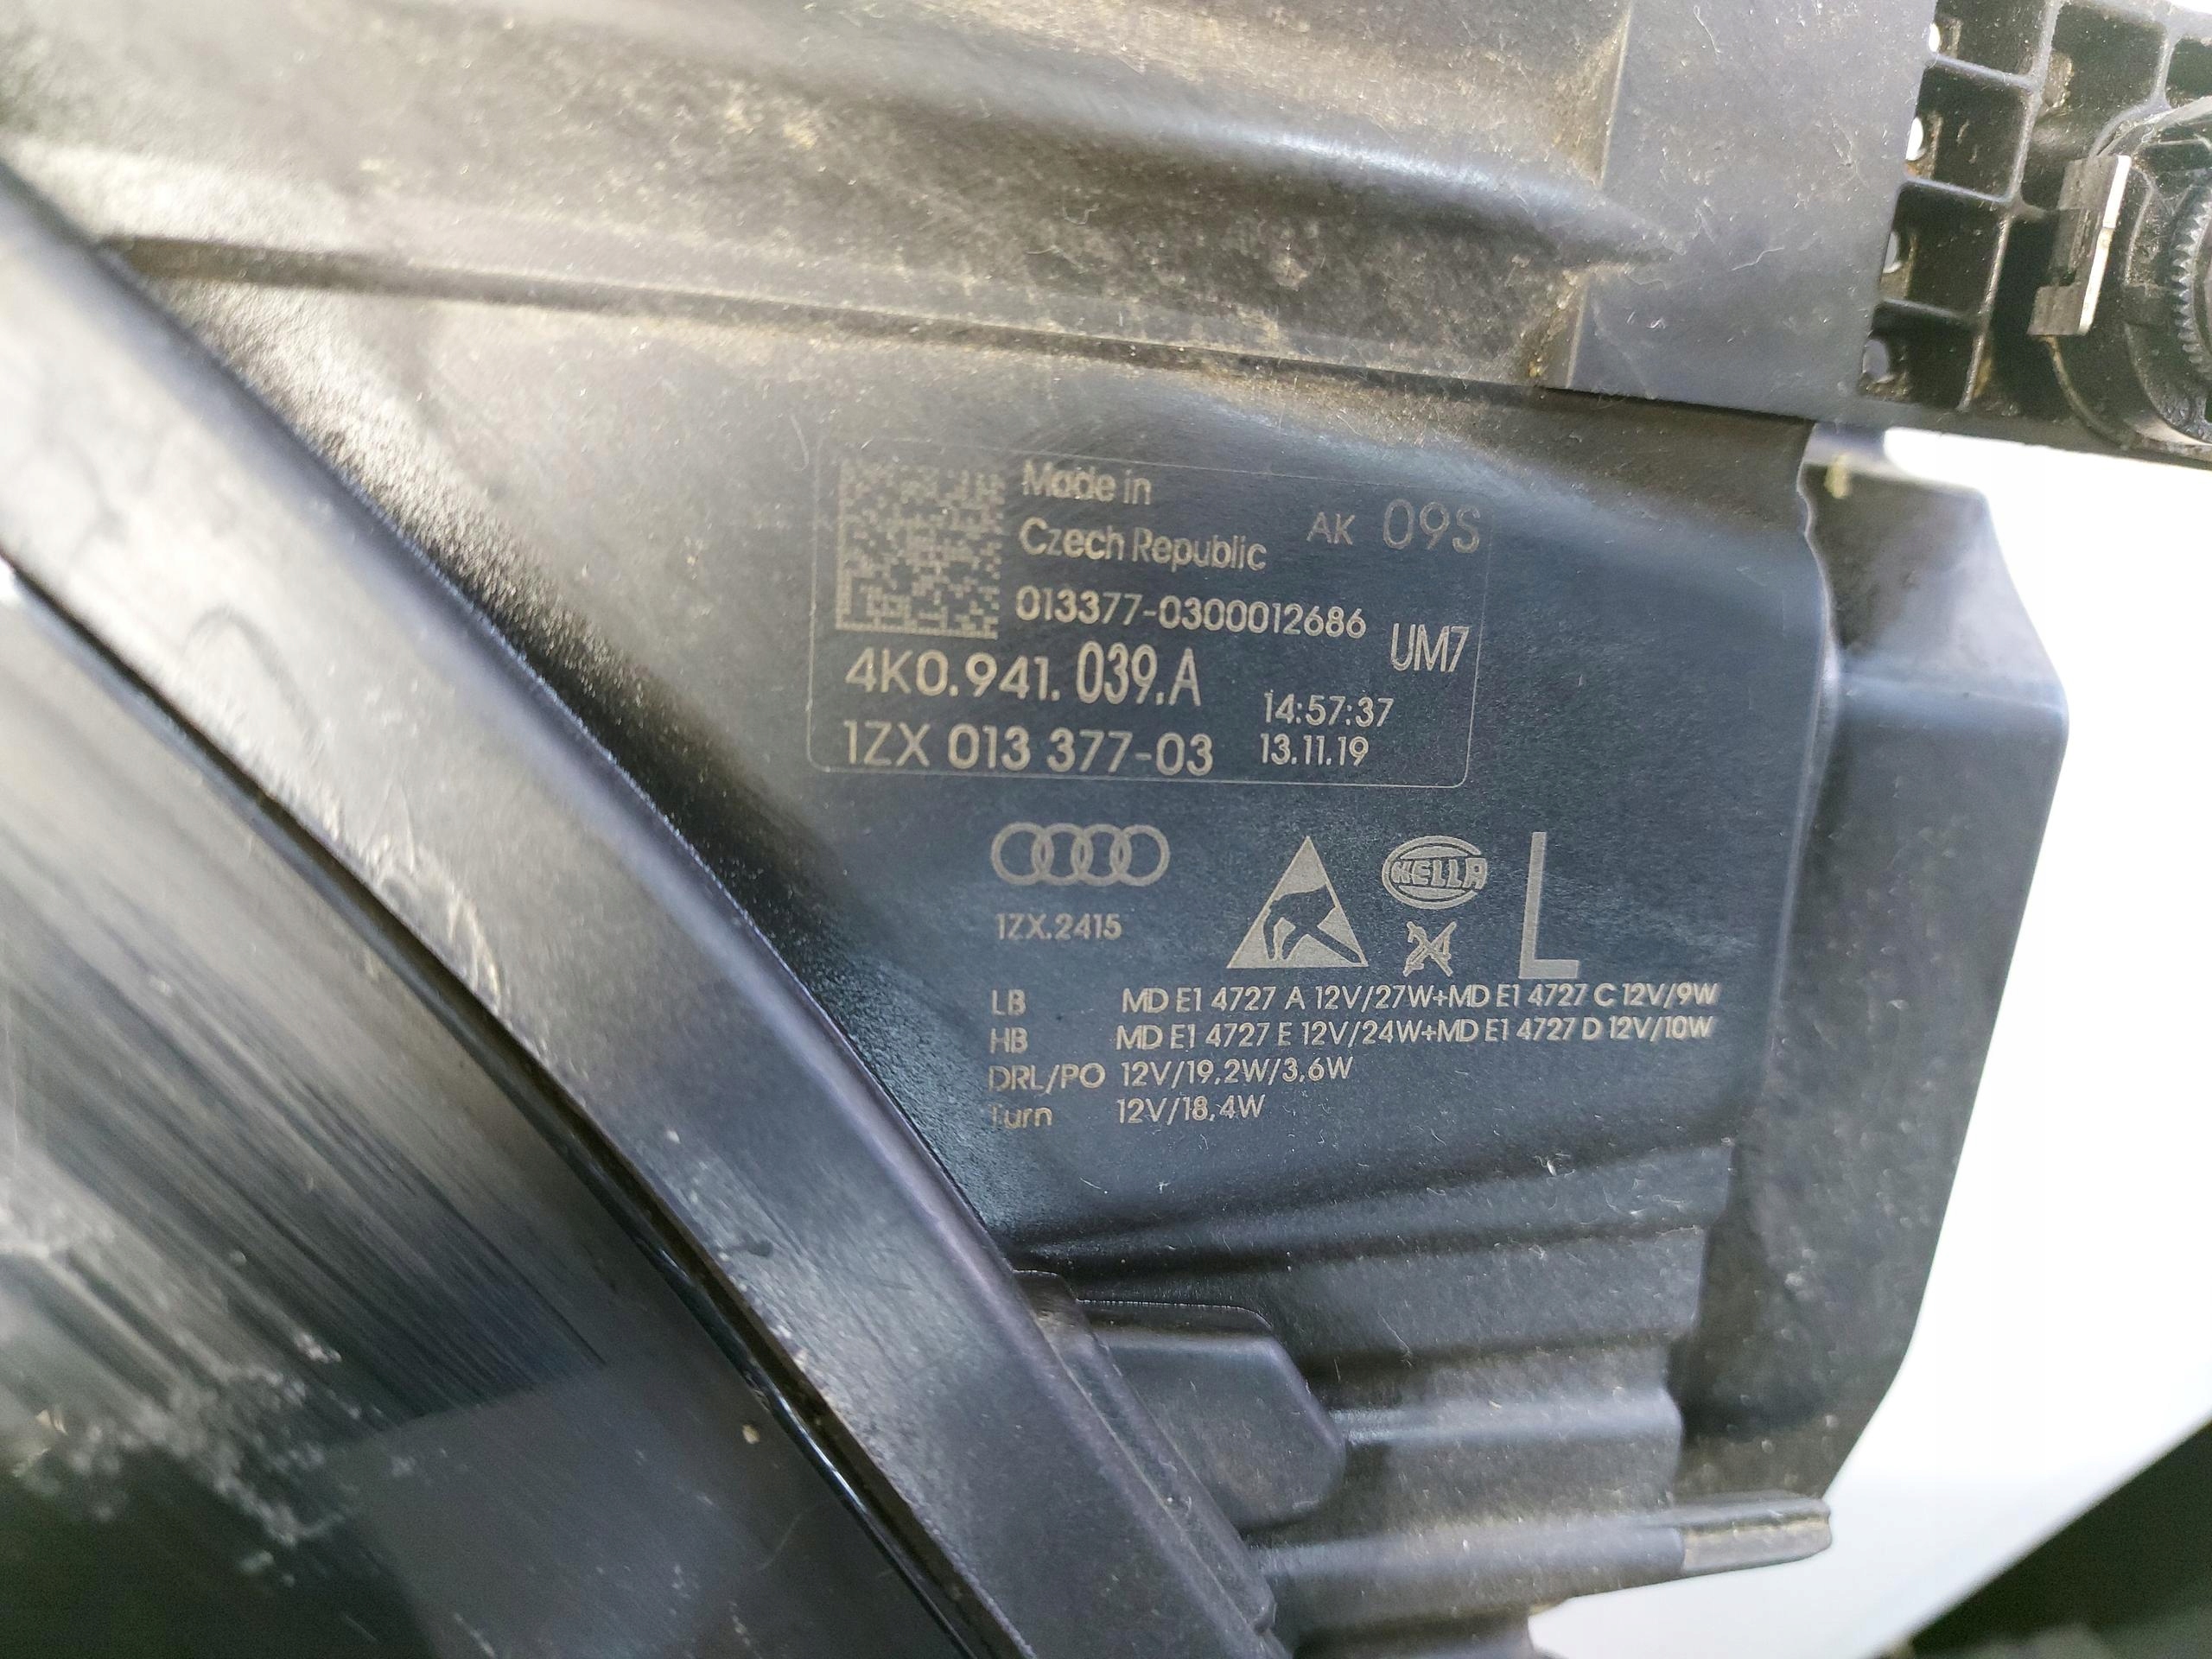 Made in
Czech Republic
AK 09S
013377-0300012686
UM7
4K0.941.039.A
14:57:37
1ZX 013 377-03
13.11.19
1ZX.2415
HELLA
24
L
LB MD E1 4727 A 12V/27W+MD E1 4727 C 12V/9W
HB MD E1 4727 E 12V/24W+MD E1 4727 D 12V/10W
DRL/PO 12V/19,2W/3,6W
Turn 12V/18,4W